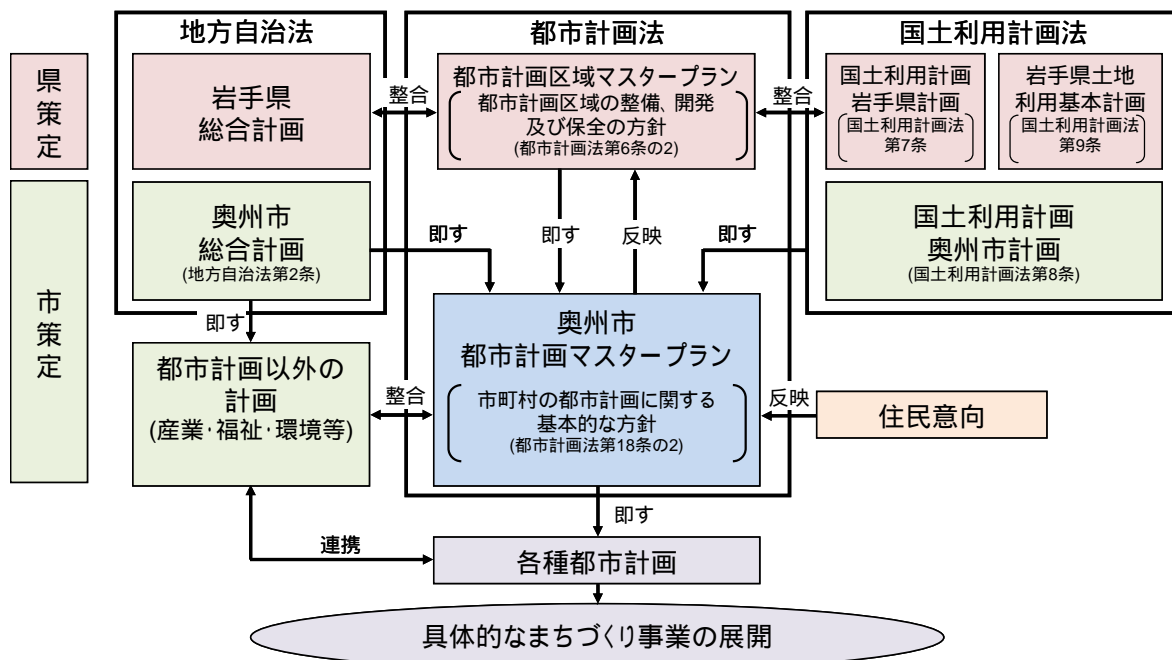 地方自治法
都市計画法
国土利用計画法
県策定
岩手県
総合計画
整合
都市計画区域マスタープラン
都市計画区域の整備、開発
及び保全の方針
(都市計画法第6条の2)
整合
国土利用計画
岩手県計画
国土利用計画法
第7条
岩手県土地
利用基本計画
国土利用計画法
第9条
市策定
奥州市
総合計画
(地方自治法第2条)
即す
即す
反映
即す
国土利用計画
奥州市計画
(国土利用計画法第8条)
即す
奥州市
都市計画マスタープラン
市町村の都市計画に関する
基本的な方針
(都市計画法第18条の2)
都市計画以外の
計画
(産業・福祉・環境等)
整合
反映
住民意向
即す
連携
各種都市計画
具体的なまちづくり事業の展開